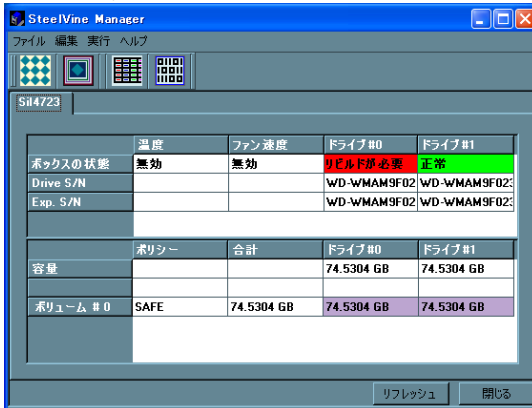 SteelVine Manager
ファイル 編集 実行 ヘルプ
SiI4723
温度 ファン速度 ドライブ#0 ドライブ#1
ボックスの状態 無効 無効 リビルドが必要 正常
Drive S/N WD-WMAM9F02 WD-WMAM9F023
Exp. S/N WD-WMAM9F02 WD-WMAM9F023
ポリシー 合計 ドライブ#0 ドライブ#1
容量 74.5304 GB 74.5304 GB
ボリューム #0 SAFE 74.5304 GB 74.5304 GB 74.5304 GB
リフレッシュ 閉じる